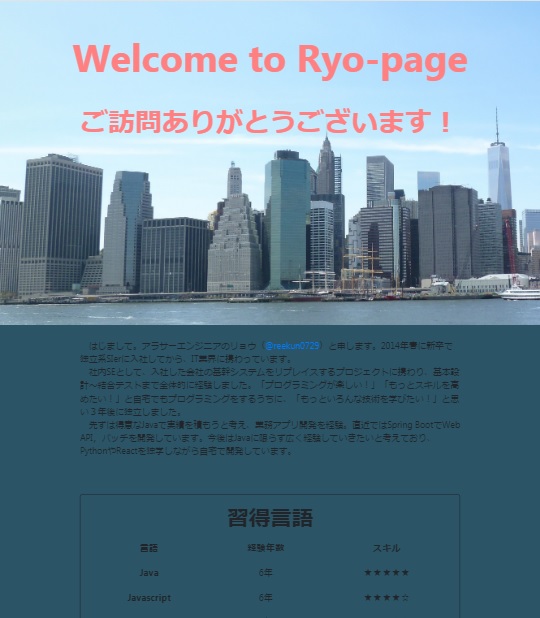 Welcome to Ryo-page
ご訪問ありがとうございます！
はじめまして。アラサーエンジニアのリョウ（@reekun0729）と申します。2014年春に新卒で
独立系SIerに入社してから、IT業界に携わっています。
社内SEとして、入社した会社の基幹システムをリプレイスするプロジェクトに携わり、基本設
計～結合テストまで全体的に経験しました。「プログラミングが楽しい！」「もっとスキルを高
めたい！」と自宅でもプログラミングをするうちに、「もっといろんな技術を学びたい！」と思
い３年後に独立しました。
先ずは得意なJavaで実績を積もうと考え、業務アプリ開発を経験。直近ではSpring BootでWeb
API、バッチを開発しています。今後はJavaに限らず広く経験していきたいと考えており、
PythonやReactを独学しながら自宅で開発しています。
習得言語
言語 経験年数 スキル
Java 6年 ★★★★★
Javascript 6年 ★★★★☆